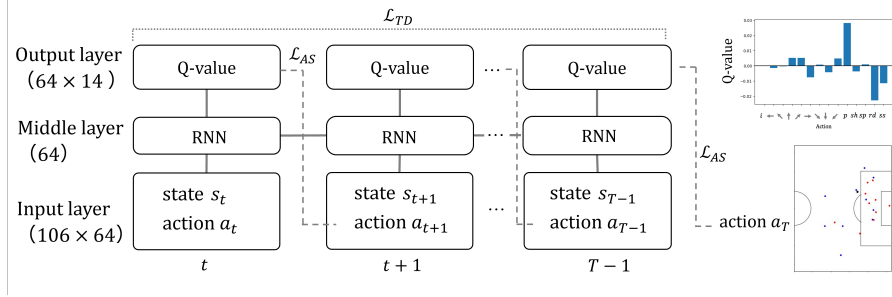 ℒ_TD
Output layer
(64 × 14 )
Q-value
ℒ_AS
Q-value
...
Q-value
Middle layer
(64)
RNN
RNN
...
RNN
Input layer
(106 × 64)
state s_t
action a_t
state s_{t+1}
action a_{t+1}
...
state s_{T−1}
action a_{T−1}
t
t + 1
T − 1
ℒ_AS
action a_T
Q-value
0.03
0.02
0.01
0.00
−0.01
−0.02
i ← ↖ ↑ ↗ → ↘ ↓ ↙ p sh sp rd ss
Action